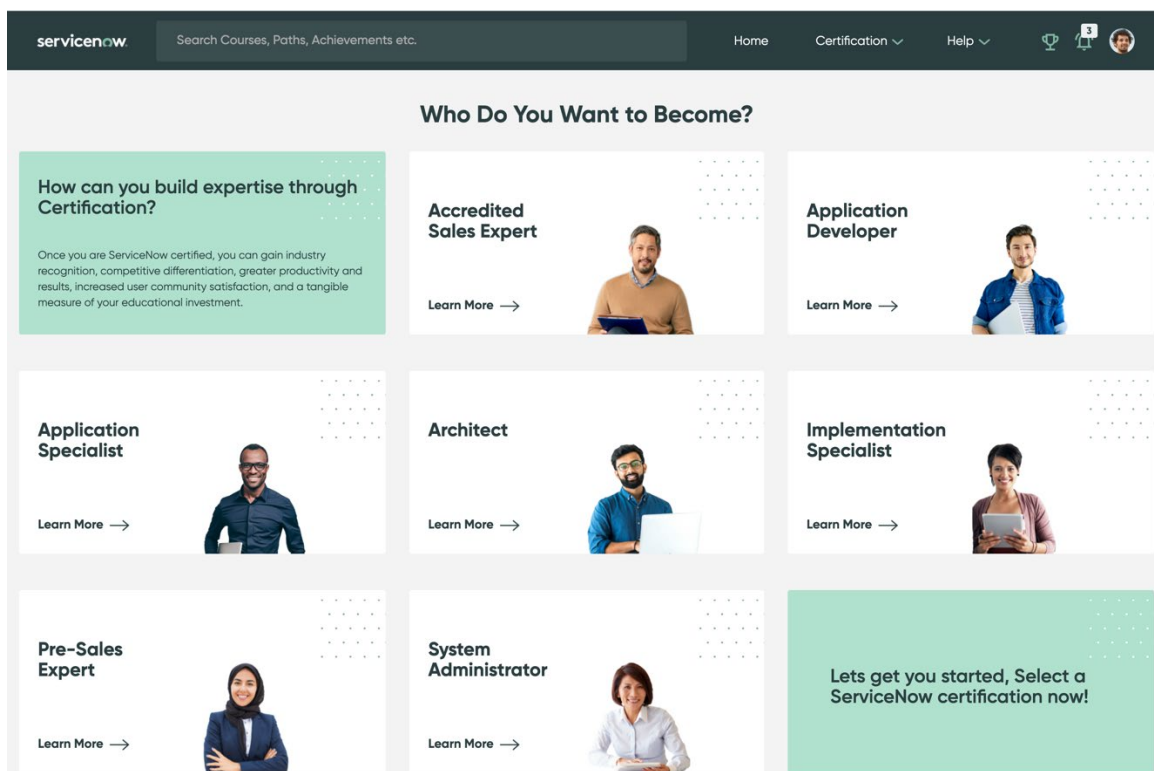 servicenow
Search Courses, Paths, Achievements etc.
Home
Certification
Help
3
Who Do You Want to Become?
How can you build expertise through
Certification?
Once you are ServiceNow certified, you can gain industry
recognition, competitive differentiation, greater productivity and
results, increased user community satisfaction, and a tangible
measure of your educational investment.
Accredited
Sales Expert
Learn More
Application
Developer
Learn More
Application
Specialist
Learn More
Architect
Learn More
Implementation
Specialist
Learn More
Pre-Sales
Expert
Learn More
System
Administrator
Learn More
Lets get you started, Select a
ServiceNow certification now!